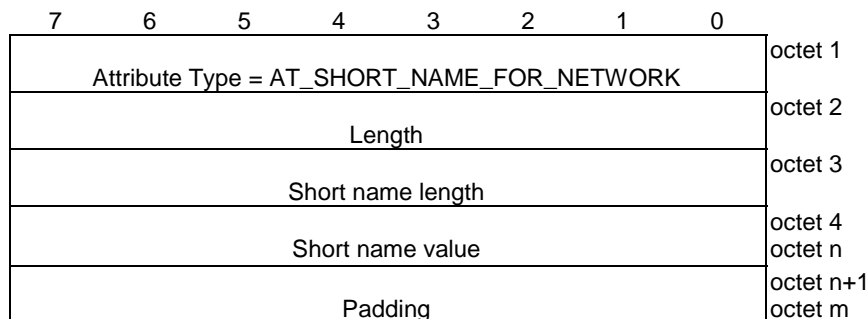 7 6 5 4 3 2 1 0
octet 1
Attribute Type = AT_SHORT_NAME_FOR_NETWORK
octet 2
Length
octet 3
Short name length
octet 4
Short name value octet n
octet n+1
Padding octet m